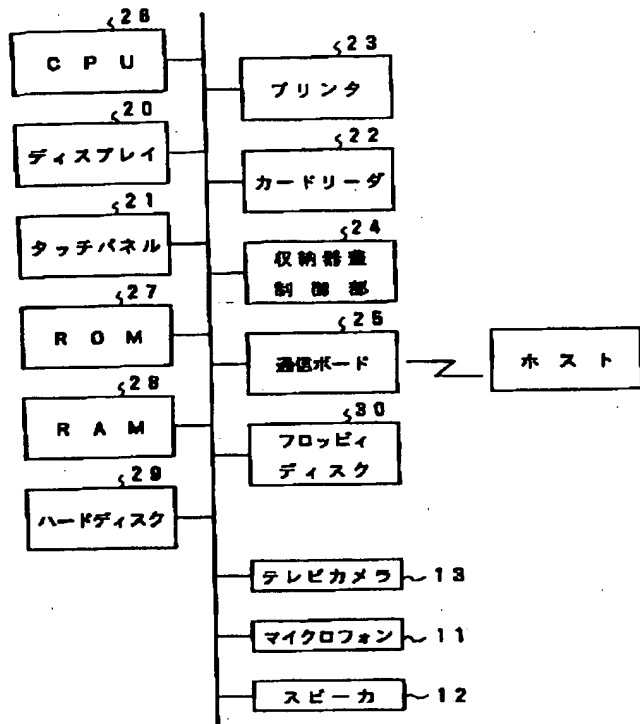 26
CPU
20
ディスプレイ
21
タッチパネル
27
ROM
28
RAM
29
ハードディスク
23
プリンタ
22
カードリーダ
24
収納器蓋
制御部
25
通信ボード
ホスト
30
フロッピィ
ディスク
テレビカメラ 13
マイクロフォン 11
スピーカ 12